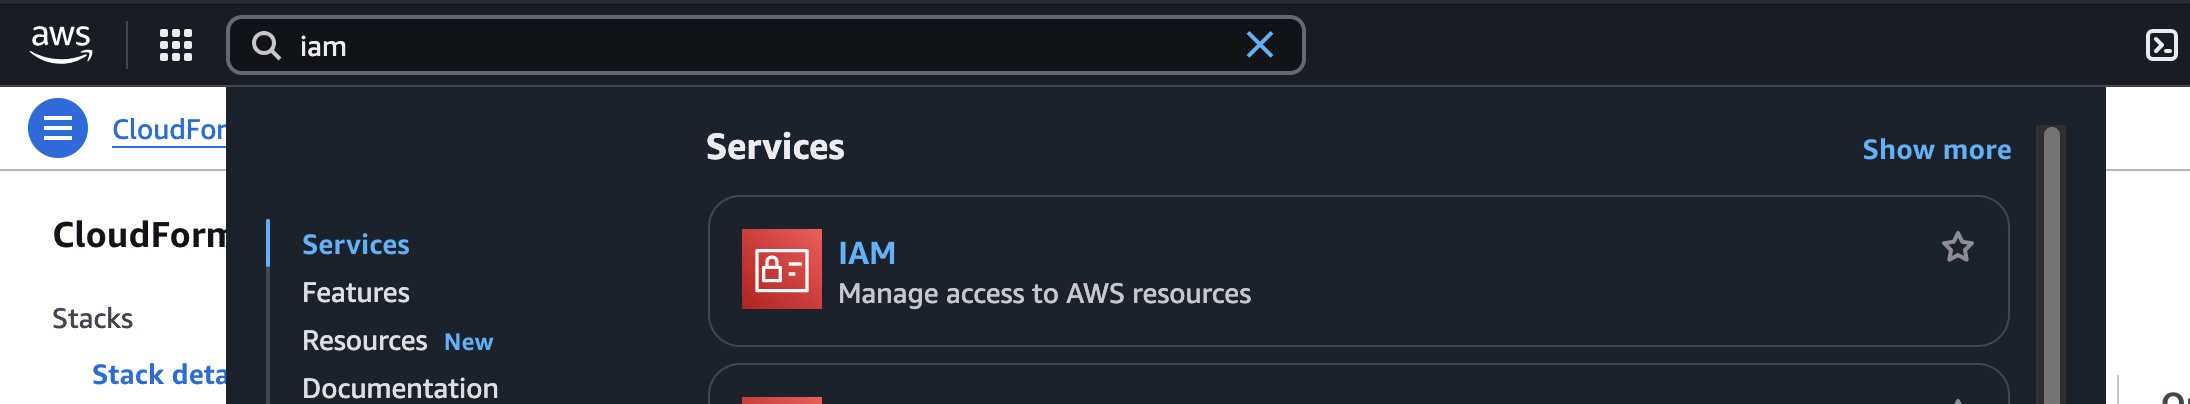 aws
iam
CloudFor
Services
Show more
CloudForm
Services
IAM
Manage access to AWS resources
Features
Stacks
Resources New
Stack deta
Documentation